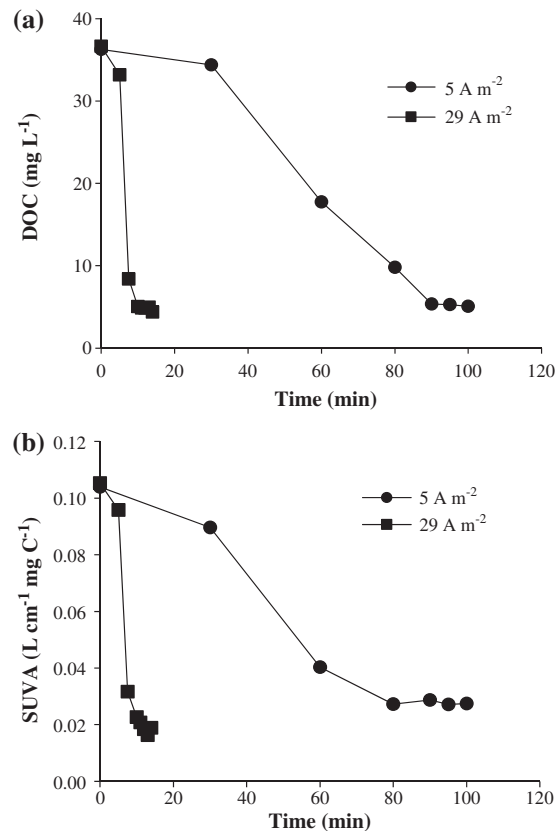 (a)
40
30
20
10
0
DOC (mg L⁻¹)
5 A m⁻²
29 A m⁻²
0 20 40 60 80 100 120
Time (min)
(b)
0.12
0.10
0.08
0.06
0.04
0.02
0.00
SUVA (L cm⁻¹ mg C⁻¹)
5 A m⁻²
29 A m⁻²
0 20 40 60 80 100 120
Time (min)